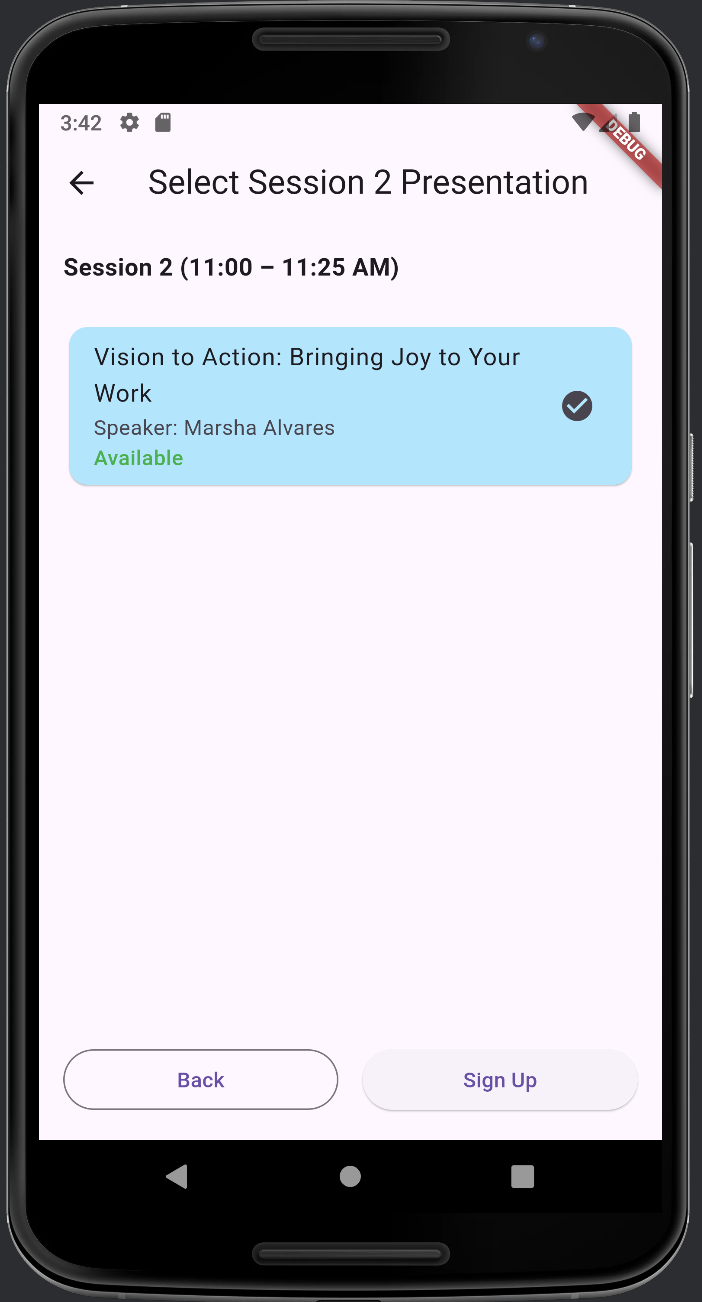 3:42
DEBUG
Select Session 2 Presentation
Session 2 (11:00 – 11:25 AM)
Vision to Action: Bringing Joy to Your
Work
Speaker: Marsha Alvares
Available
Back
Sign Up